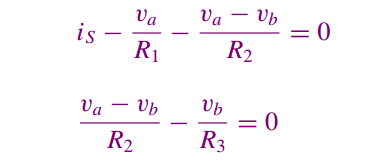 i_S − v_a/R_1 − (v_a − v_b)/R_2 = 0
(v_a − v_b)/R_2 − v_b/R_3 = 0